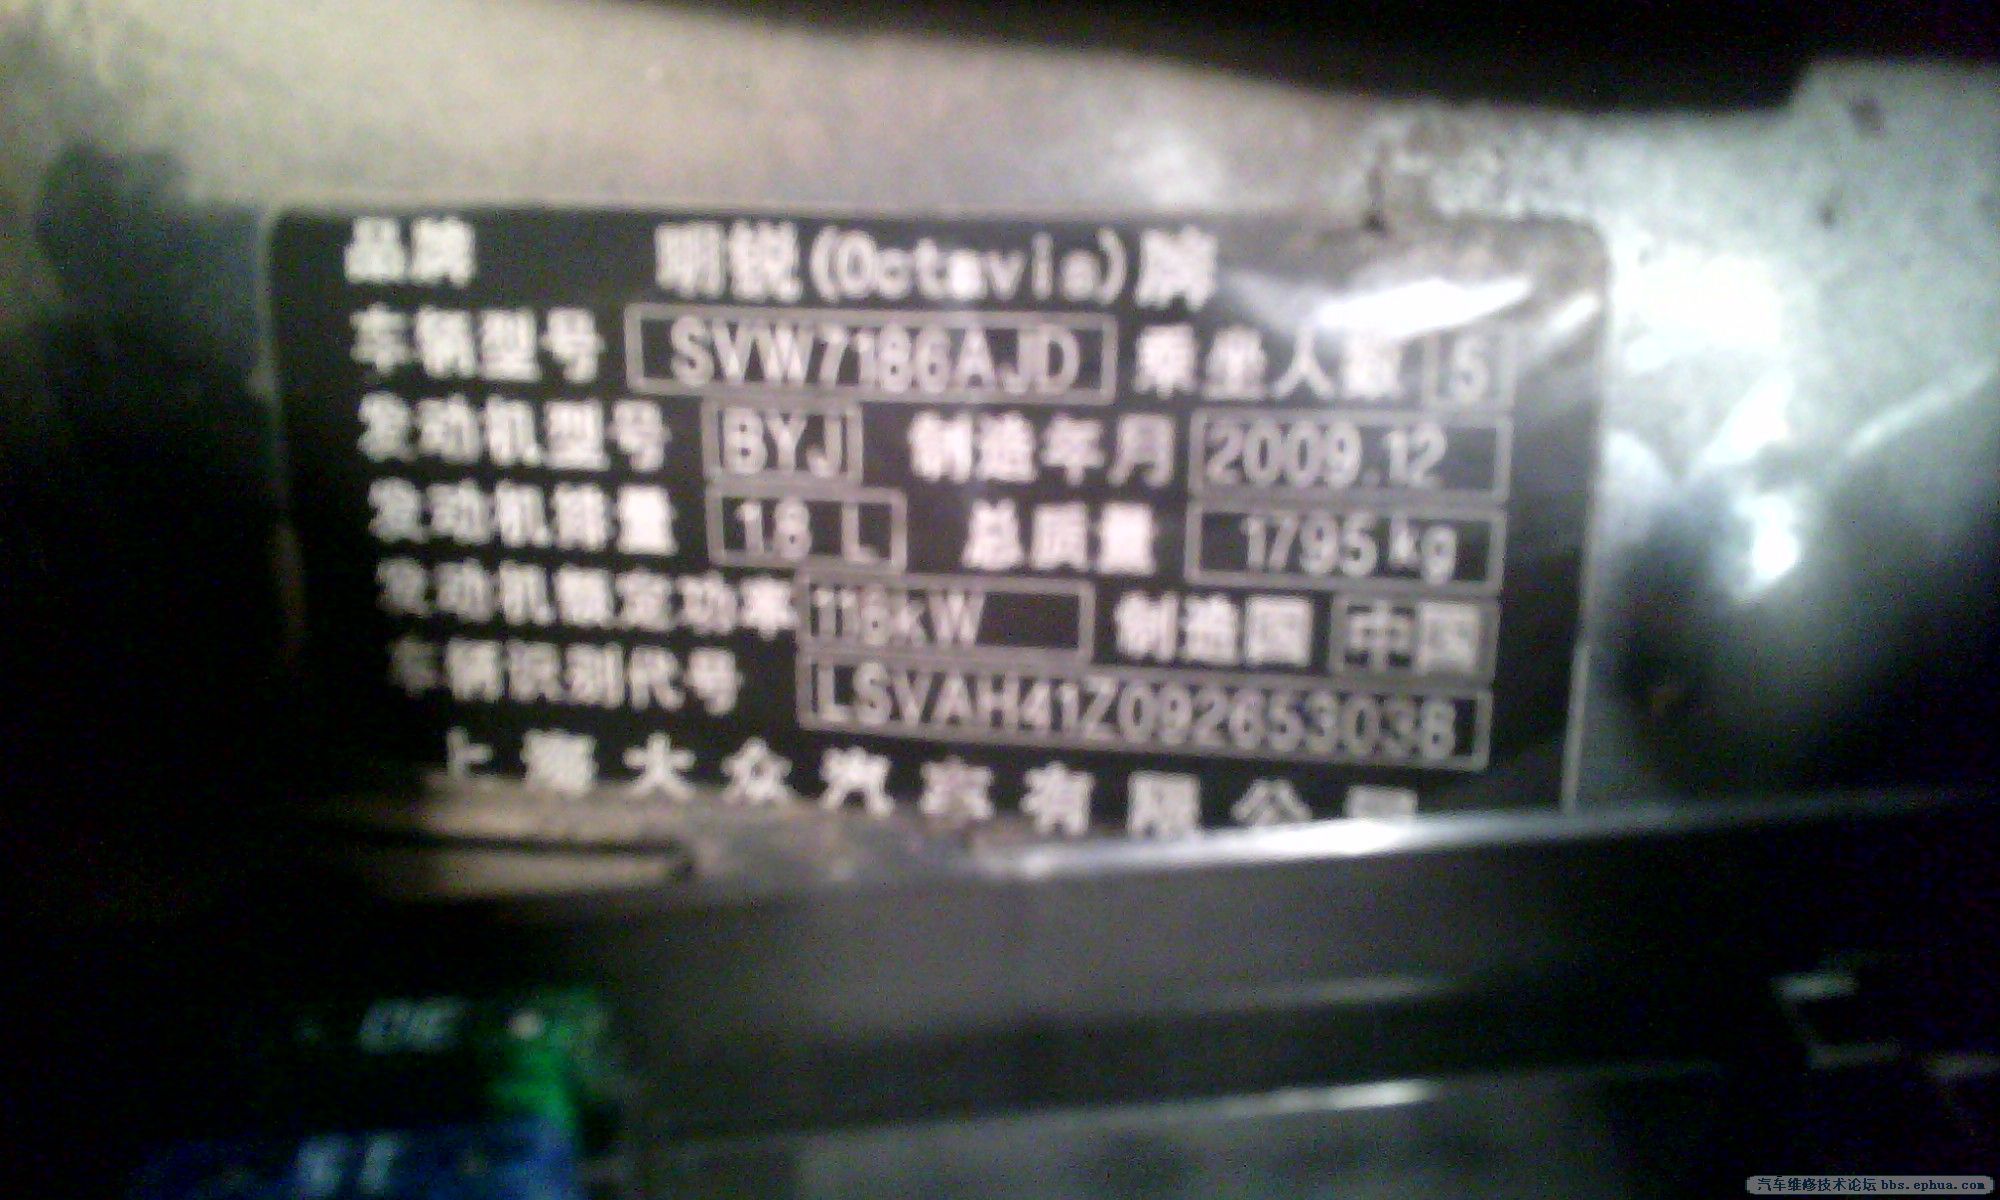 品牌 明锐(Octavia)牌
车辆型号 SVW7186AJD 乘坐人数 5
发动机型号 BYJ 制造年月 2009.12
发动机排量 1.8 L 总质量 1795kg
发动机额定功率 118kW 制造国 中国
车辆识别代号 LSVAH41Z092653038
上海大众汽车有限公司
汽车维修技术论坛 bbs.ephua.com